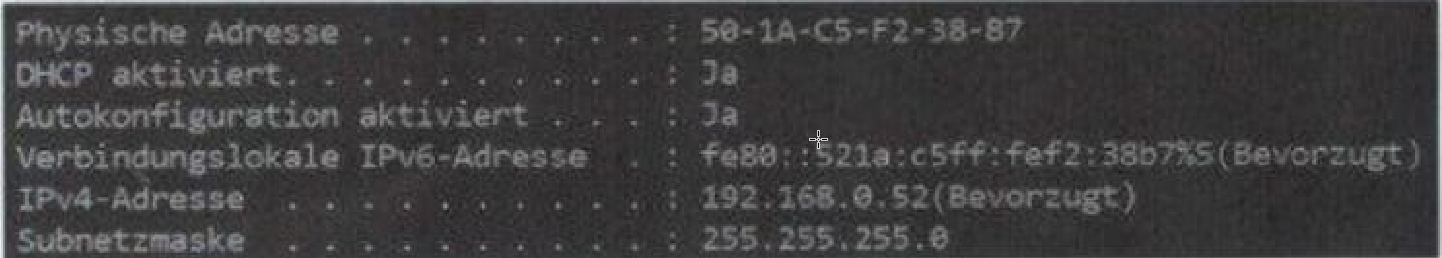 Physische Adresse . . . . . . . . : 50-1A-C5-F2-38-B7
DHCP aktiviert. . . . . . . . . . : Ja
Autokonfiguration aktiviert . . . : Ja
Verbindungslokale IPv6-Adresse  . : fe80::521a:c5ff:fef2:38b7%5(Bevorzugt)
IPv4-Adresse  . . . . . . . . . . : 192.168.0.52(Bevorzugt)
Subnetzmaske  . . . . . . . . . . : 255.255.255.0